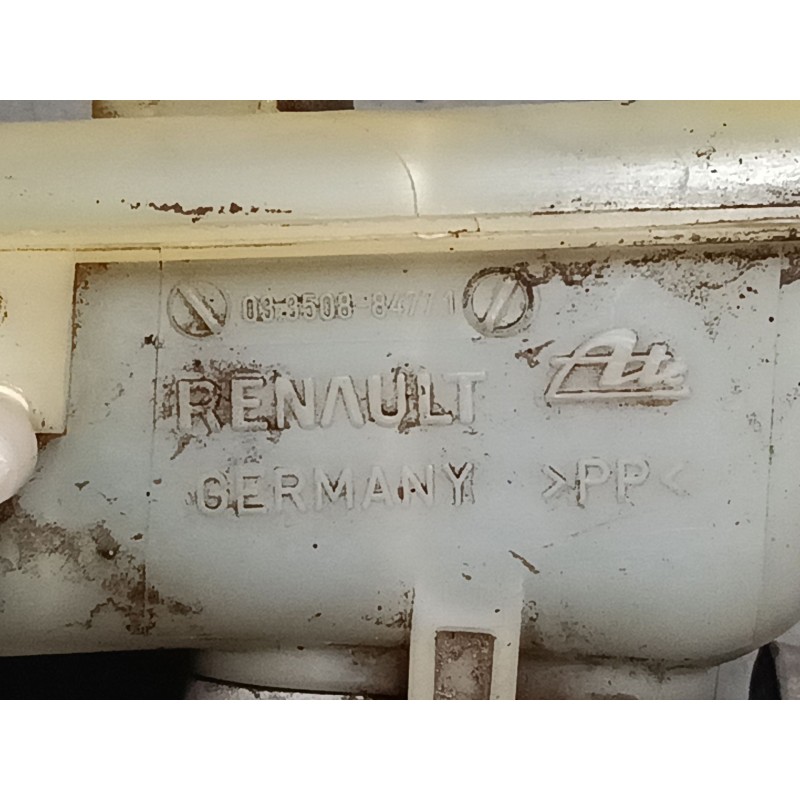 03.3508-8477.1
RENAULT Ate
GERMANY >PP<